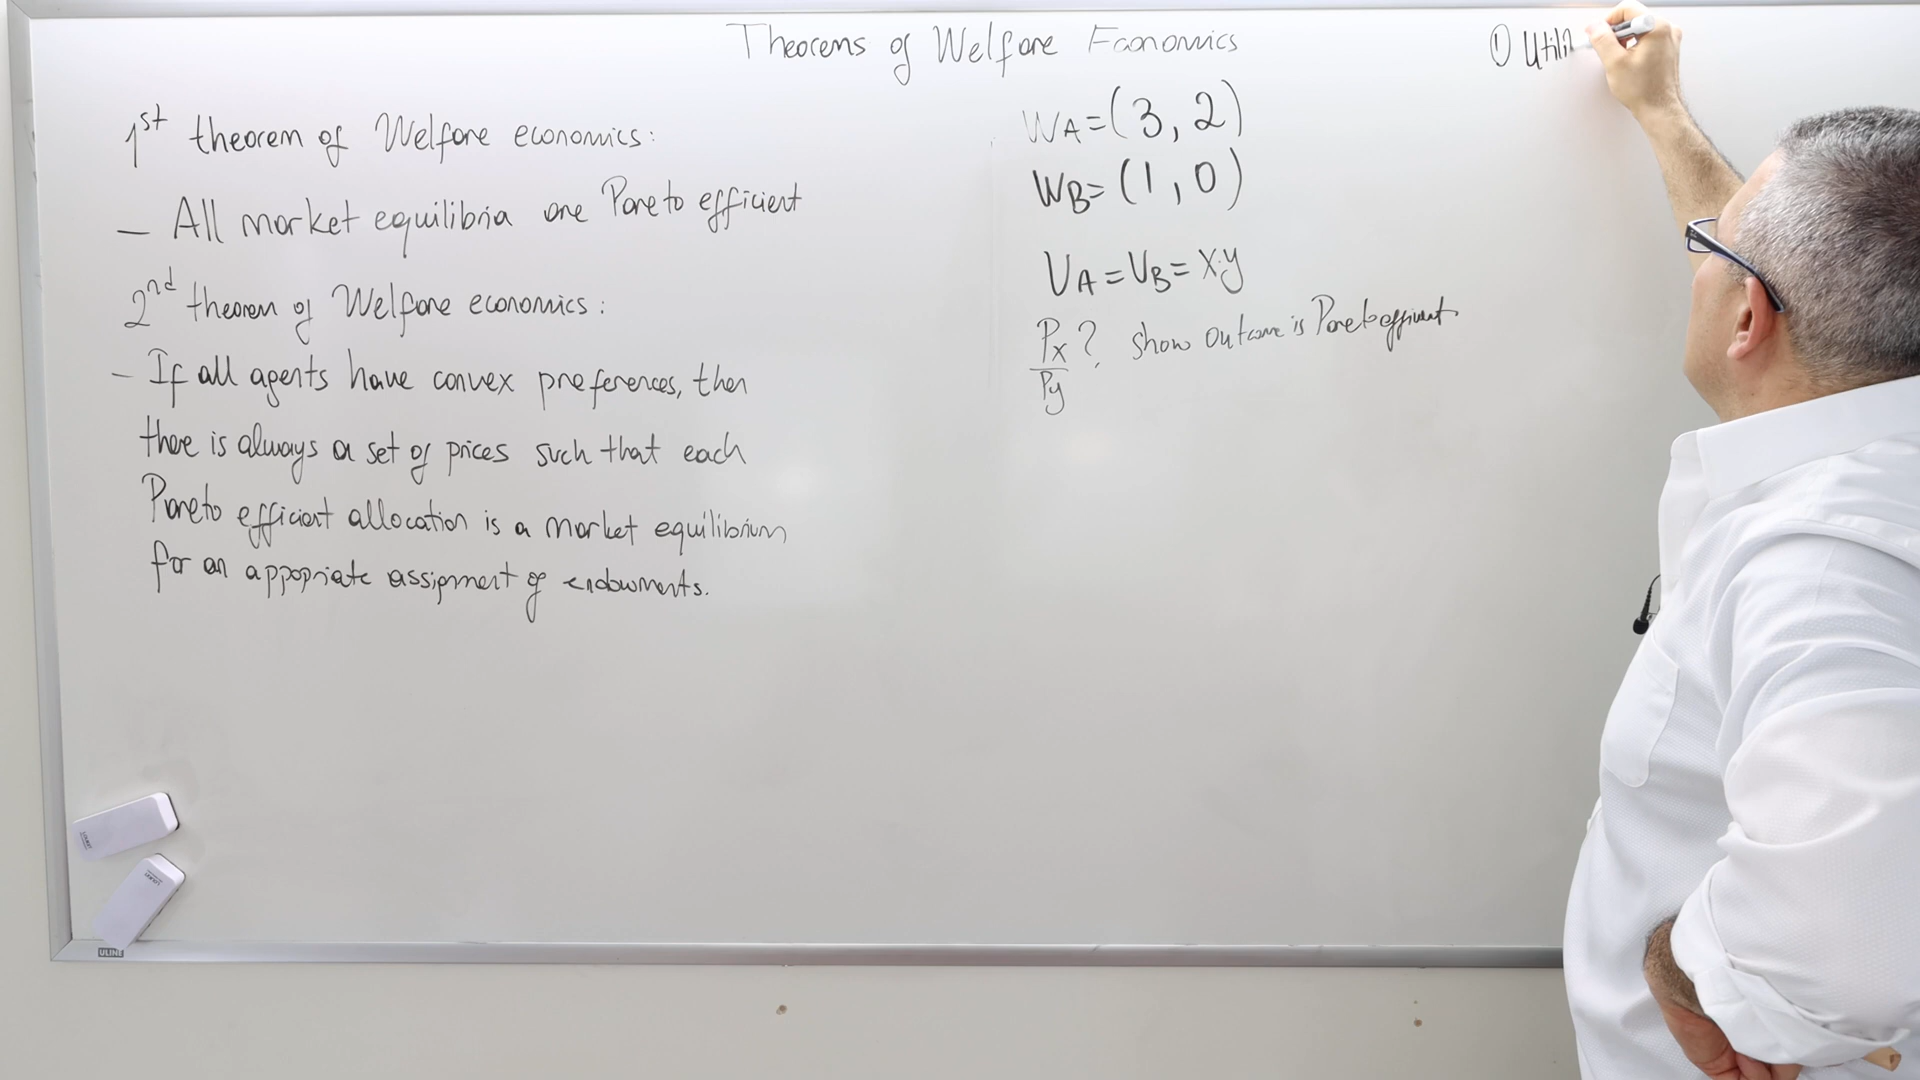 Theorems of Welfare Economics
1st theorem of Welfare economics:
– All market equilibria are Pareto efficient
2nd theorem of Welfare economics:
– If all agents have convex preferences, then
there is always a set of prices such that each
Pareto efficient allocation is a market equilibrium
for an appopriate assignment of endowments.
WA=(3,2)
WB=(1,0)
UA=UB=x·y
Px/Py? show outcome is Pareto efficient
① Utili
ULINE